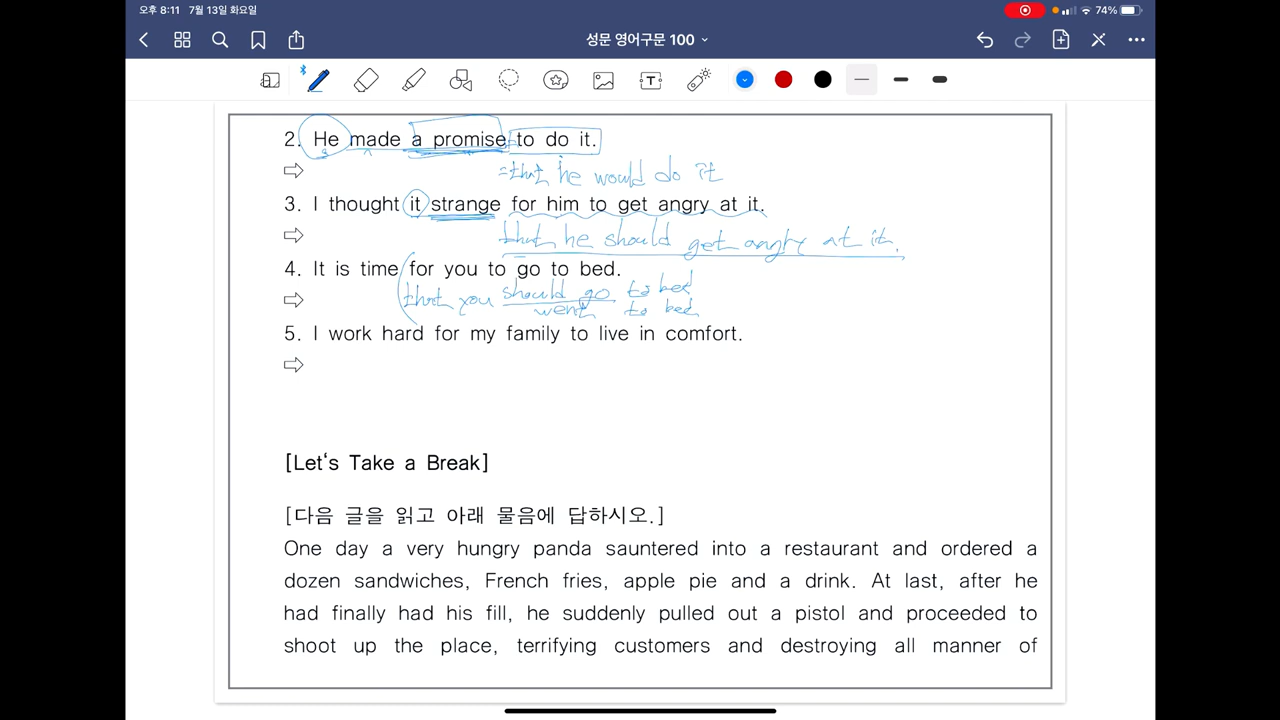 오후 8:11 7월 13일 화요일
74%
성문 영어구문 100
2. He made a promise to do it.
⇨ =that he would do it
3. I thought it strange for him to get angry at it.
⇨ that he should get angry at it.
4. It is time for you to go to bed.
⇨ that you should go to bed
went to bed
5. I work hard for my family to live in comfort.
⇨
[Let's Take a Break]
[다음 글을 읽고 아래 물음에 답하시오.]
One day a very hungry panda sauntered into a restaurant and ordered a
dozen sandwiches, French fries, apple pie and a drink. At last, after he
had finally had his fill, he suddenly pulled out a pistol and proceeded to
shoot up the place, terrifying customers and destroying all manner of